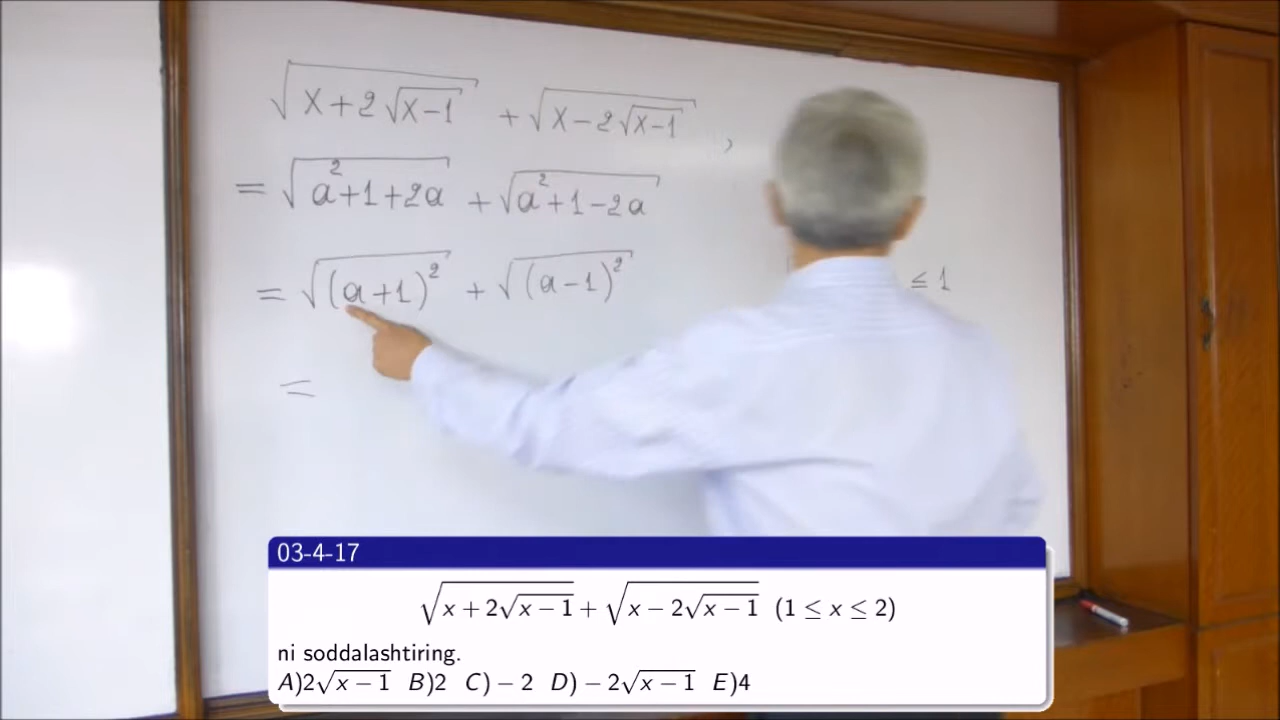 √(x+2√(x-1)) + √(x-2√(x-1)) ,
= √(a²+1+2a) + √(a²+1-2a)
= √((a+1)²) + √((a-1)²)
≤ 1
=
03-4-17
√(x + 2√(x − 1)) + √(x − 2√(x − 1)) (1 ≤ x ≤ 2)
ni soddalashtiring.
A)2√(x − 1) B)2 C) − 2 D) − 2√(x − 1) E)4